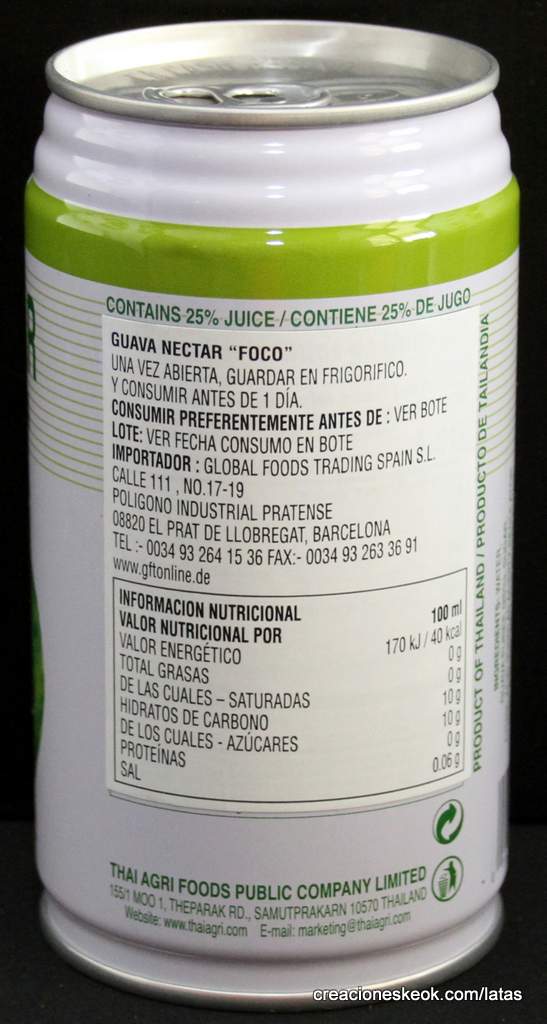 CONTAINS 25% JUICE / CONTIENE 25% DE JUGO
GUAVA NECTAR “FOCO”
UNA VEZ ABIERTA, GUARDAR EN FRIGORIFICO.
Y CONSUMIR ANTES DE 1 DÍA.
CONSUMIR PREFERENTEMENTE ANTES DE : VER BOTE
LOTE: VER FECHA CONSUMO EN BOTE
IMPORTADOR : GLOBAL FOODS TRADING SPAIN S.L.
CALLE 111 , NO.17-19
POLIGONO INDUSTRIAL PRATENSE
08820 EL PRAT DE LLOBREGAT, BARCELONA
TEL :- 0034 93 264 15 36 FAX:- 0034 93 263 36 91
www.gftonline.de
INFORMACION NUTRICIONAL
VALOR NUTRICIONAL POR 100 ml
VALOR ENERGÉTICO 170 kJ / 40 kcal
TOTAL GRASAS 0 g
DE LAS CUALES – SATURADAS 0 g
HIDRATOS DE CARBONO 10 g
DE LOS CUALES - AZÚCARES 10 g
PROTEÍNAS 0 g
SAL 0.06 g
PRODUCT OF THAILAND / PRODUCTO DE TAILANDIA
INGREDIENTS: WATER,
THAI AGRI FOODS PUBLIC COMPANY LIMITED
155/1 MOO 1, THEPARAK RD., SAMUTPRAKARN 10570 THAILAND
Website: www.thaiagri.com E-mail: marketing@thaiagri.com
creacioneskeok.com/latas